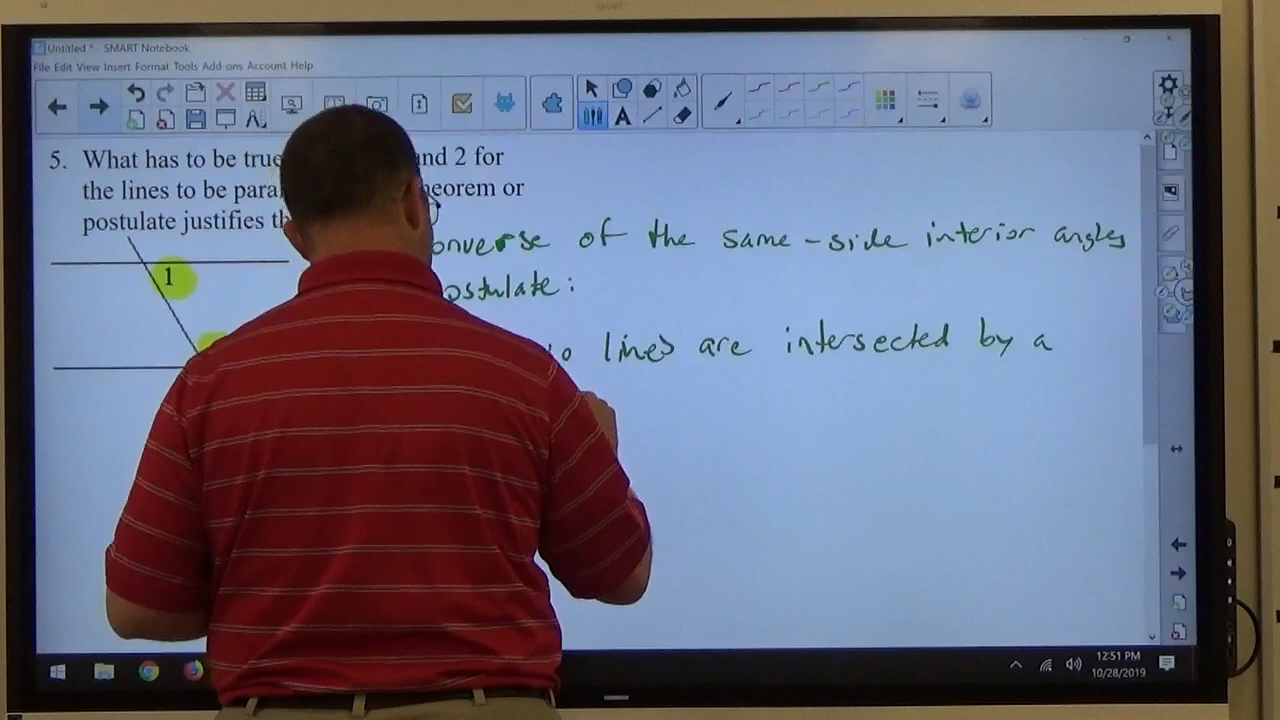 Untitled * - SMART Notebook
File Edit View Insert Format Tools Add-ons Account Help
5. What has to be true and 2 for
the lines to be para eorem or
postulate justifies th
onverse of the same-side interior angles
ostulate:
1
o lines are intersected by a
12:51 PM
10/28/2019